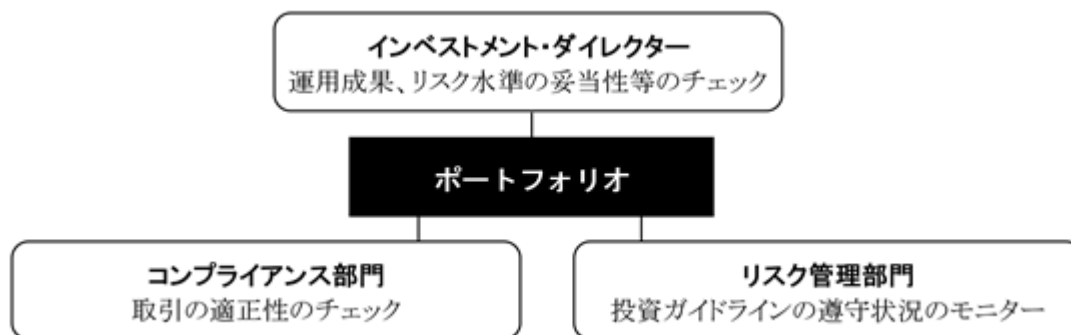 インベストメント・ダイレクター
運用成果、リスク水準の妥当性等のチェック
ポートフォリオ
コンプライアンス部門
取引の適正性のチェック
リスク管理部門
投資ガイドラインの遵守状況のモニター